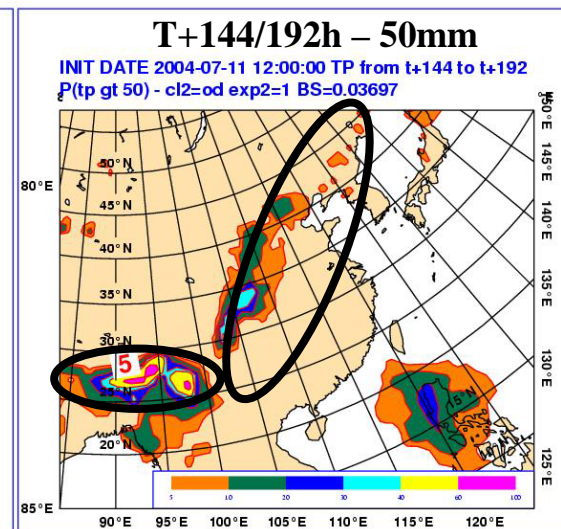 T+144/192h – 50mm
INIT DATE 2004-07-11 12:00:00 TP from t+144 to t+192
P(tp gt 50) - cl2=od exp2=1 BS=0.03697
50°E
145°E
50°N
80°E
45°N
140°E
40°N
35°N
135°E
30°N
5
130°E
25°N
15°N
20°N
125°E
5 10 20 30 40 60 100
85°E
90°E 95°E 100°E 105°E 110°E 115°E 120°E